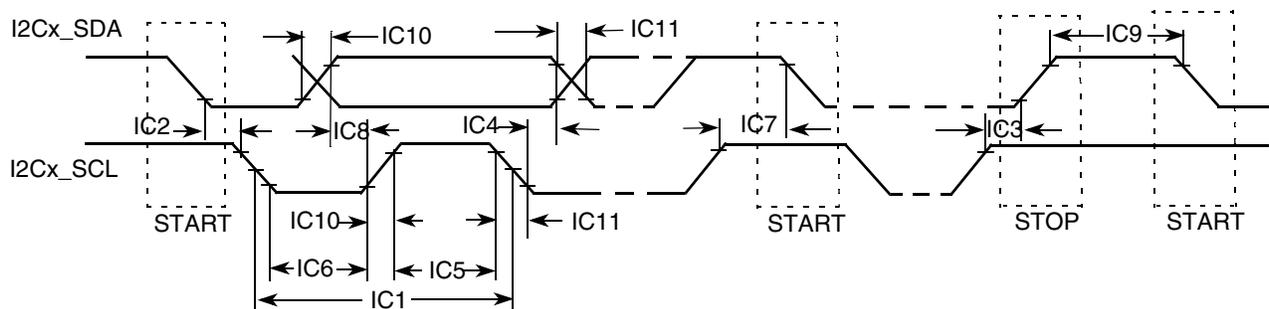 I2Cx_SDA
IC10
IC11
IC9
IC2
IC8
IC4
IC7
IC3
I2Cx_SCL
START
IC10
IC11
START
STOP
START
IC6
IC5
IC1